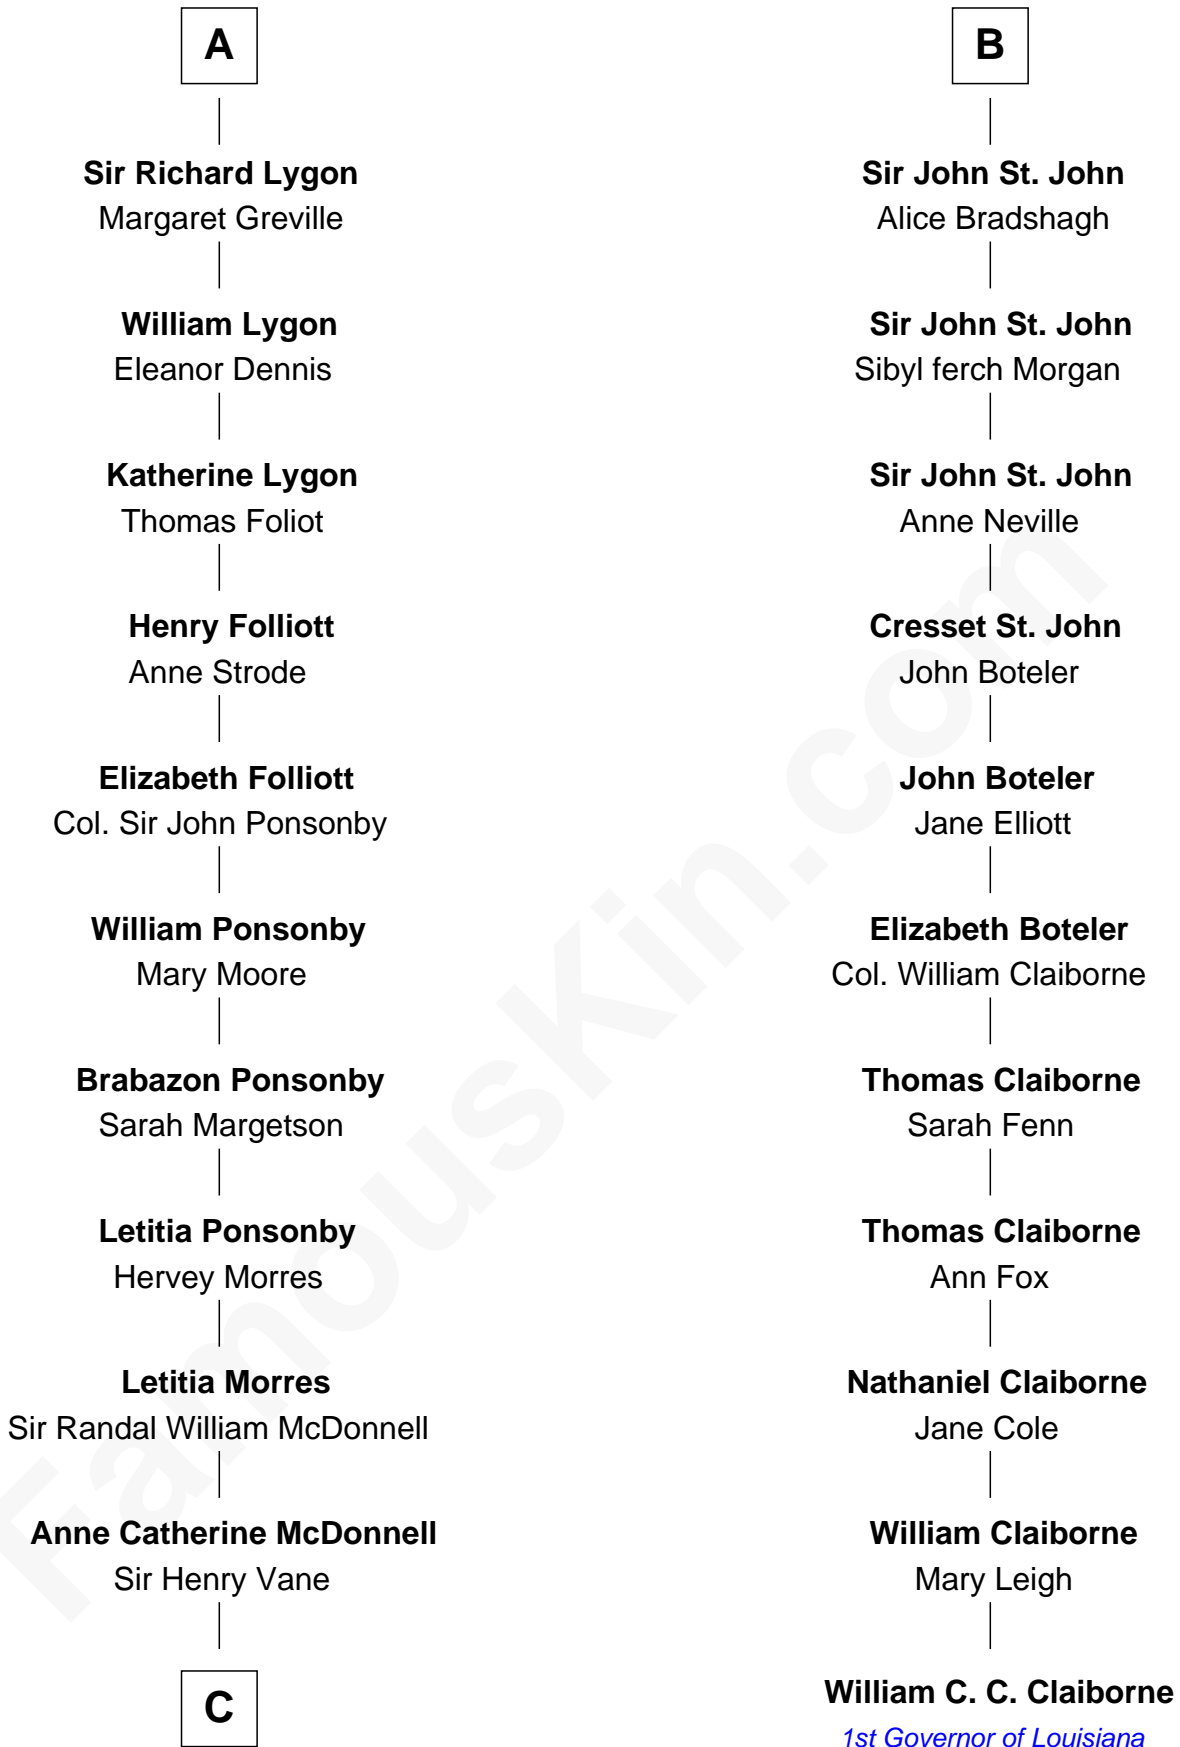 A
Sir Richard Lygon
Margaret Greville
William Lygon
Eleanor Dennis
Katherine Lygon
Thomas Foliot
Henry Folliott
Anne Strode
Elizabeth Folliott
Col. Sir John Ponsonby
William Ponsonby
Mary Moore
Brabazon Ponsonby
Sarah Margetson
Letitia Ponsonby
Hervey Morres
Letitia Morres
Sir Randal William McDonnell
Anne Catherine McDonnell
Sir Henry Vane
C
B
Sir John St. John
Alice Bradshagh
Sir John St. John
Sibyl ferch Morgan
Sir John St. John
Anne Neville
Cresset St. John
John Boteler
John Boteler
Jane Elliott
Elizabeth Boteler
Col. William Claiborne
Thomas Claiborne
Sarah Fenn
Thomas Claiborne
Ann Fox
Nathaniel Claiborne
Jane Cole
William Claiborne
Mary Leigh
William C. C. Claiborne
1st Governor of Louisiana
FamousKin.com